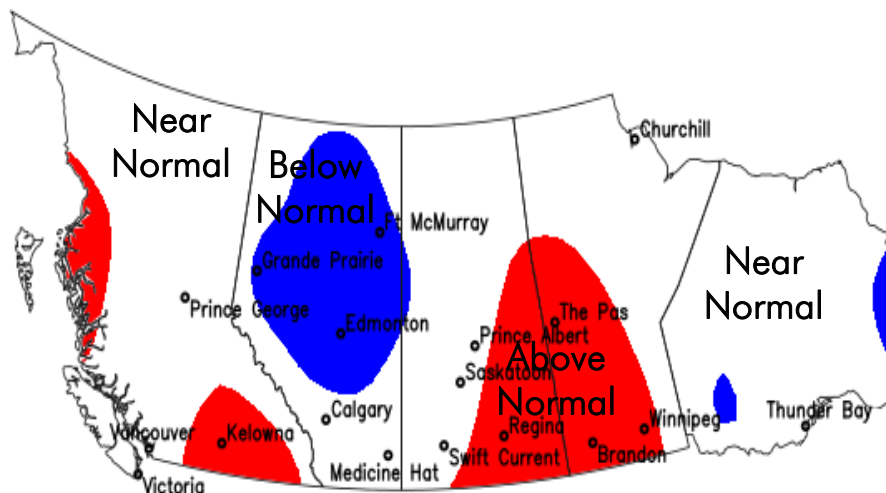 Near
Normal
Below
Normal
Churchill
Ft McMurray
Grande Prairie
Near
Normal
Prince George
The Pas
Edmonton
Prince Albert
Above
Normal
Saskatoon
Calgary
Winnipeg
Thunder Bay
Vancouver
Kelowna
Regina
Brandon
Swift Current
Medicine Hat
Victoria